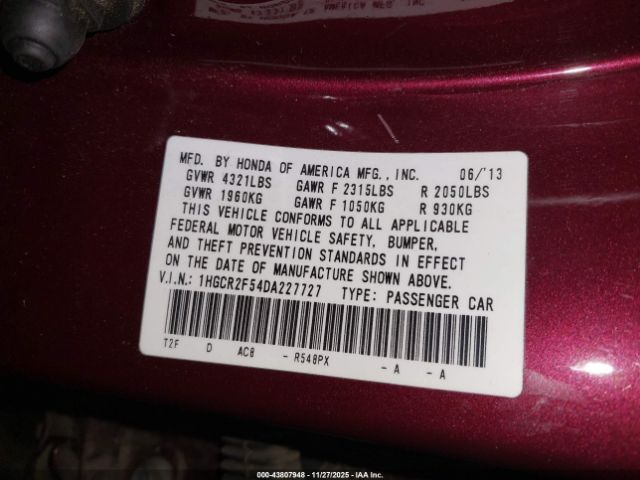 MFD. BY HONDA OF AMERICA MFG., INC. 06/'13
GVWR 4321LBS GAWR F 2315LBS R 2050LBS
GVWR 1960KG GAWR F 1050KG R 930KG
THIS VEHICLE CONFORMS TO ALL APPLICABLE
FEDERAL MOTOR VEHICLE SAFETY, BUMPER,
AND THEFT PREVENTION STANDARDS IN EFFECT
ON THE DATE OF MANUFACTURE SHOWN ABOVE.
V.I.N.: 1HGCR2F54DA227727 TYPE: PASSENGER CAR
T2F D AC8 - R548PX - A - A
000-43807948 - 11/27/2025 - IAA Inc.